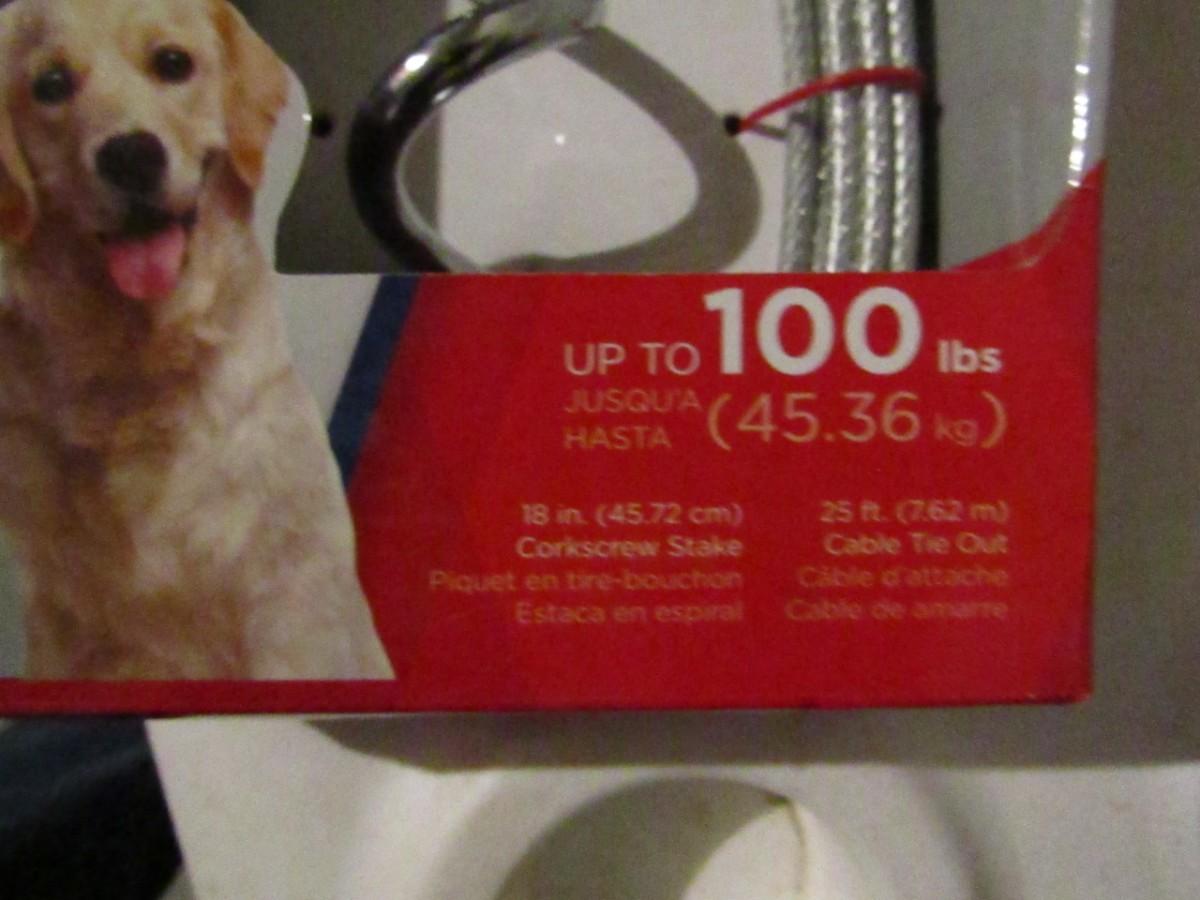 UP TO 100 lbs
JUSQU'A
HASTA
(45.36 kg)
18 in. (45.72 cm)
Corkscrew Stake
Piquet en tire-bouchon
Estaca en espiral
25 ft. (7.62 m)
Cable Tie Out
Câble d'attache
Cable de amarre